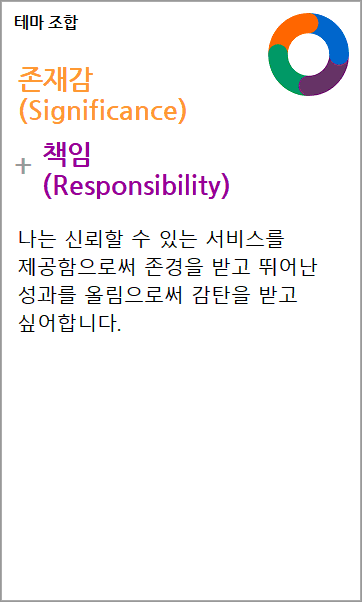 테마 조합
존재감
(Significance)
+ 책임
(Responsibility)
나는 신뢰할 수 있는 서비스를
제공함으로써 존경을 받고 뛰어난
성과를 올림으로써 감탄을 받고
싶어합니다.